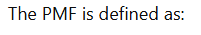 The PMF is defined as: